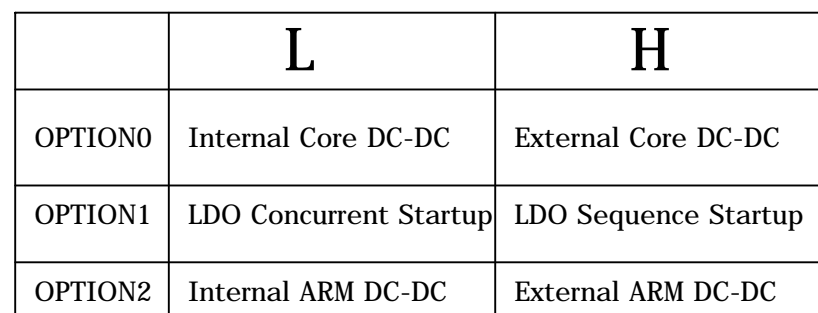 L H
OPTION0 Internal Core DC-DC External Core DC-DC
OPTION1 LDO Concurrent Startup LDO Sequence Startup
OPTION2 Internal ARM DC-DC External ARM DC-DC